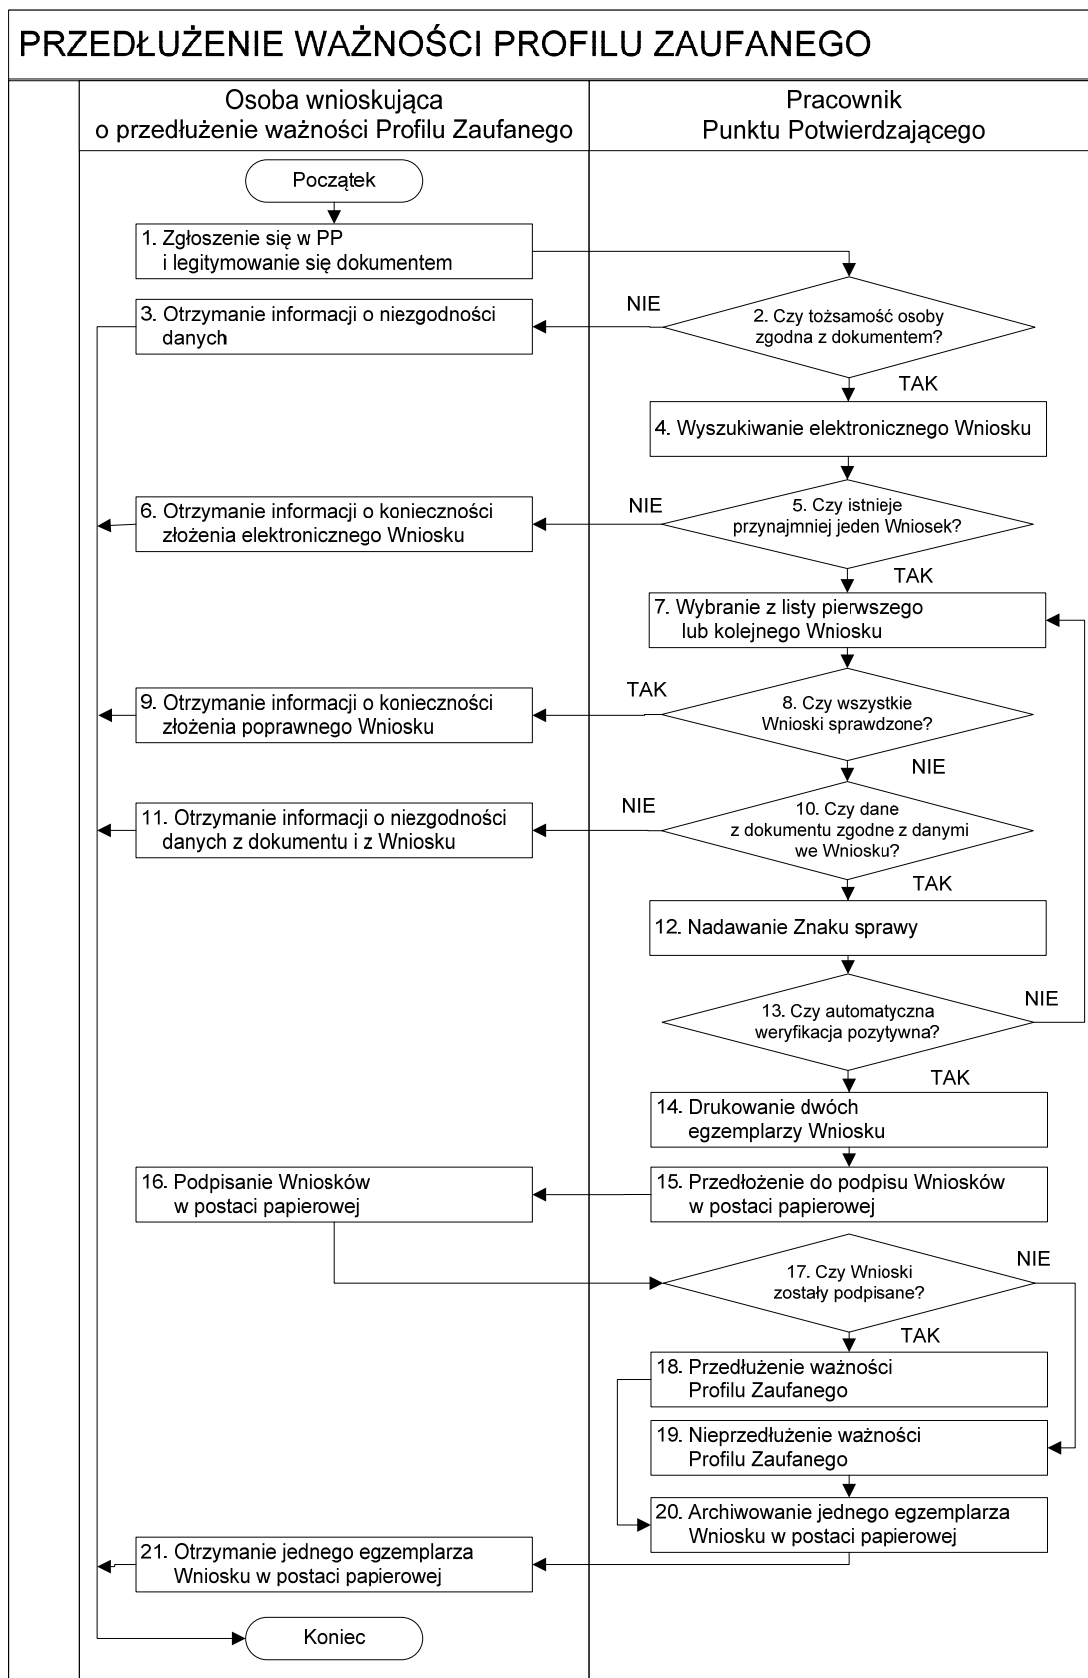 PRZEDŁUŻENIE WAŻNOŚCI PROFILU ZAUFANEGO
Osoba wnioskująca
o przedłużenie ważności Profilu Zaufanego
Pracownik
Punktu Potwierdzającego
Początek
1. Zgłoszenie się w PP
i legitymowanie się dokumentem
2. Czy tożsamość osoby
zgodna z dokumentem?
NIE
3. Otrzymanie informacji o niezgodności
danych
TAK
4. Wyszukiwanie elektronicznego Wniosku
5. Czy istnieje
przynajmniej jeden Wniosek?
NIE
6. Otrzymanie informacji o konieczności
złożenia elektronicznego Wniosku
TAK
7. Wybranie z listy pierwszego
lub kolejnego Wniosku
8. Czy wszystkie
Wnioski sprawdzone?
TAK
9. Otrzymanie informacji o konieczności
złożenia poprawnego Wniosku
NIE
10. Czy dane
z dokumentu zgodne z danymi
we Wniosku?
NIE
11. Otrzymanie informacji o niezgodności
danych z dokumentu i z Wniosku
TAK
12. Nadawanie Znaku sprawy
13. Czy automatyczna
weryfikacja pozytywna?
NIE
TAK
14. Drukowanie dwóch
egzemplarzy Wniosku
15. Przedłożenie do podpisu Wniosków
w postaci papierowej
16. Podpisanie Wniosków
w postaci papierowej
17. Czy Wnioski
zostały podpisane?
NIE
TAK
18. Przedłużenie ważności
Profilu Zaufanego
19. Nieprzedłużenie ważności
Profilu Zaufanego
20. Archiwowanie jednego egzemplarza
Wniosku w postaci papierowej
21. Otrzymanie jednego egzemplarza
Wniosku w postaci papierowej
Koniec